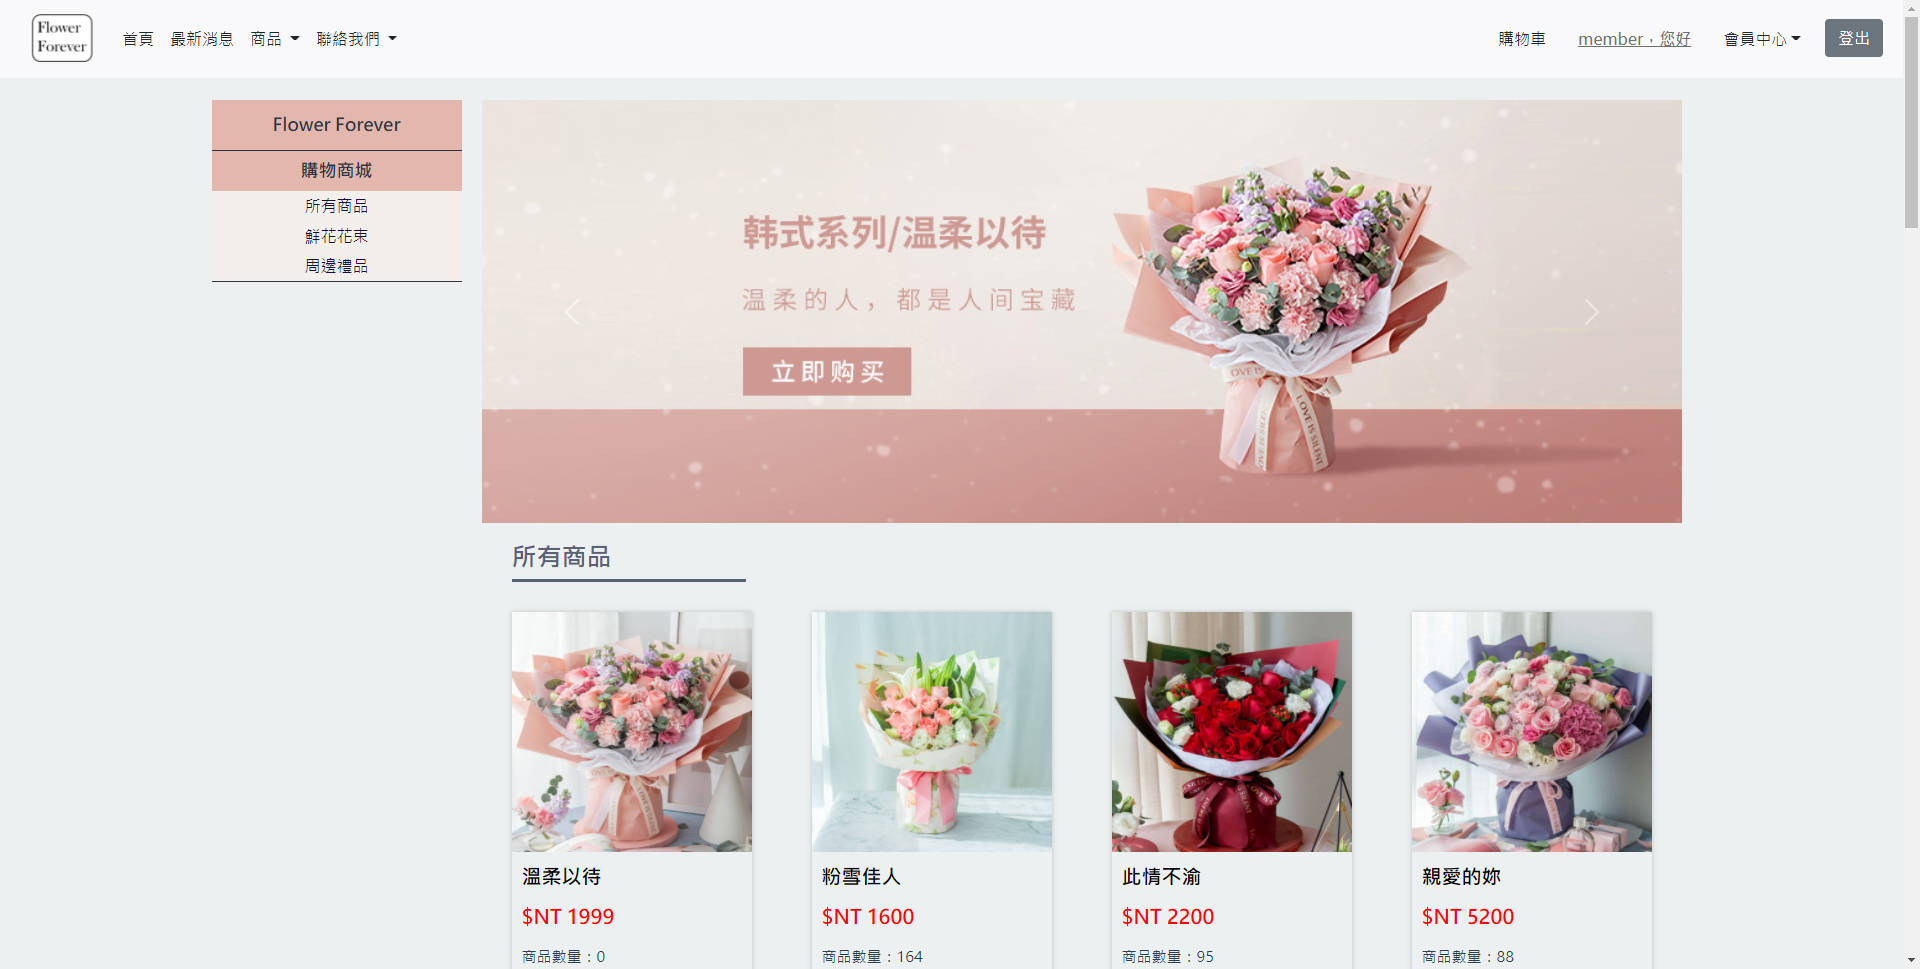 Flower
Forever
首頁
最新消息
商品
聯絡我們
購物車
member，您好
會員中心
登出
Flower Forever
購物商城
所有商品
鮮花花束
周邊禮品
韩式系列/温柔以待
温柔的人，都是人间宝藏
立即购买
LOVE IS SILENT
所有商品
溫柔以待
$NT 1999
商品數量：0
粉雪佳人
$NT 1600
商品數量：164
此情不渝
$NT 2200
商品數量：95
親愛的妳
$NT 5200
商品數量：88